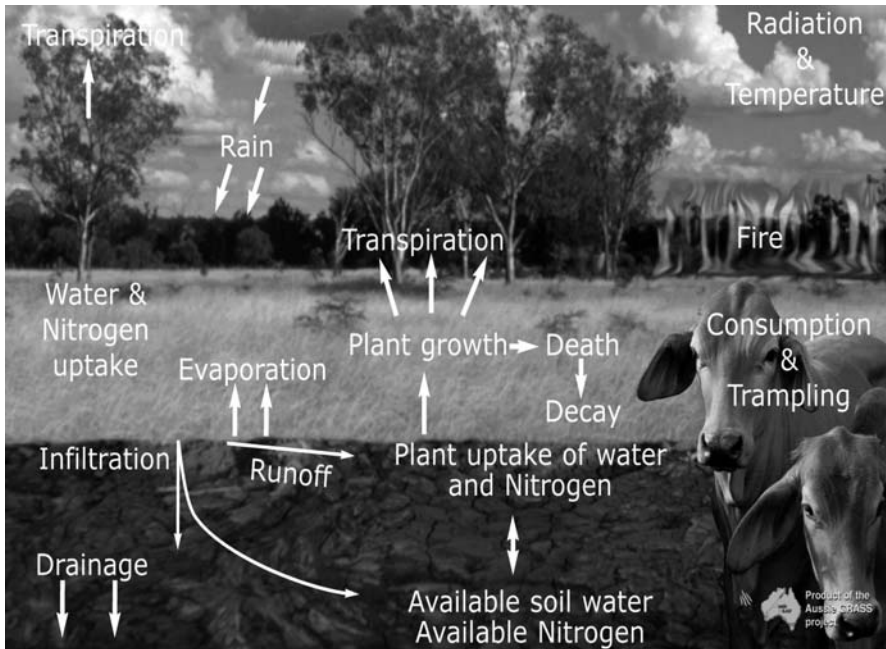 Transpiration
Radiation
&
Temperature
Rain
Transpiration
Fire
Water &
Nitrogen
uptake
Plant growth
Death
Consumption
&
Trampling
Evaporation
Decay
Infiltration
Runoff
Plant uptake of water
and Nitrogen
Drainage
Available soil water
Available Nitrogen
Product of the
Aussie GRASS
project